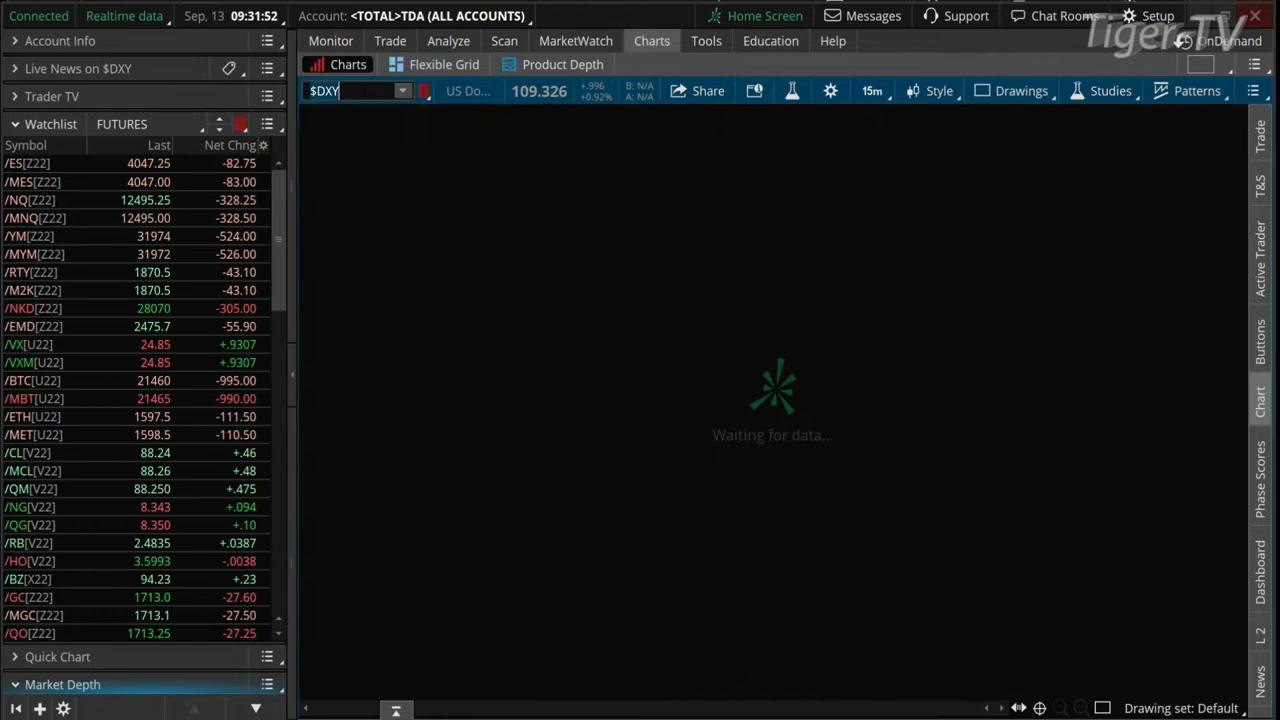 Connected Realtime data Sep, 13 09:31:52 Account: <TOTAL>TDA (ALL ACCOUNTS) Home Screen Messages Support Chat Rooms Setup
TigerTV
OnDemand
Account Info
Monitor Trade Analyze Scan MarketWatch Charts Tools Education Help
Live News on $DXY
Charts Flexible Grid Product Depth
Trader TV
$DXY US Do... 109.326 +.996 +0.92% B: N/A A: N/A Share 15m Style Drawings Studies Patterns
Watchlist FUTURES
Symbol Last Net Chng
/ES[Z22] 4047.25 -82.75
/MES[Z22] 4047.00 -83.00
/NQ[Z22] 12495.25 -328.25
/MNQ[Z22] 12495.00 -328.50
/YM[Z22] 31974 -524.00
/MYM[Z22] 31972 -526.00
/RTY[Z22] 1870.5 -43.10
/M2K[Z22] 1870.5 -43.10
/NKD[Z22] 28070 -305.00
/EMD[Z22] 2475.7 -55.90
/VX[U22] 24.85 +.9307
/VXM[U22] 24.85 +.9307
/BTC[U22] 21460 -995.00
/MBT[U22] 21465 -990.00
/ETH[U22] 1597.5 -111.50
/MET[U22] 1598.5 -110.50
/CL[V22] 88.24 +.46
/MCL[V22] 88.26 +.48
/QM[V22] 88.250 +.475
/NG[V22] 8.343 +.094
/QG[V22] 8.350 +.10
/RB[V22] 2.4835 +.0387
/HO[V22] 3.5993 -.0038
/BZ[X22] 94.23 +.23
/GC[Z22] 1713.0 -27.60
/MGC[Z22] 1713.1 -27.50
/QO[Z22] 1713.25 -27.25
Quick Chart
Market Depth
Waiting for data...
Trade
T&S
Active Trader
Buttons
Chart
Phase Scores
Dashboard
L 2
News
Drawing set: Default